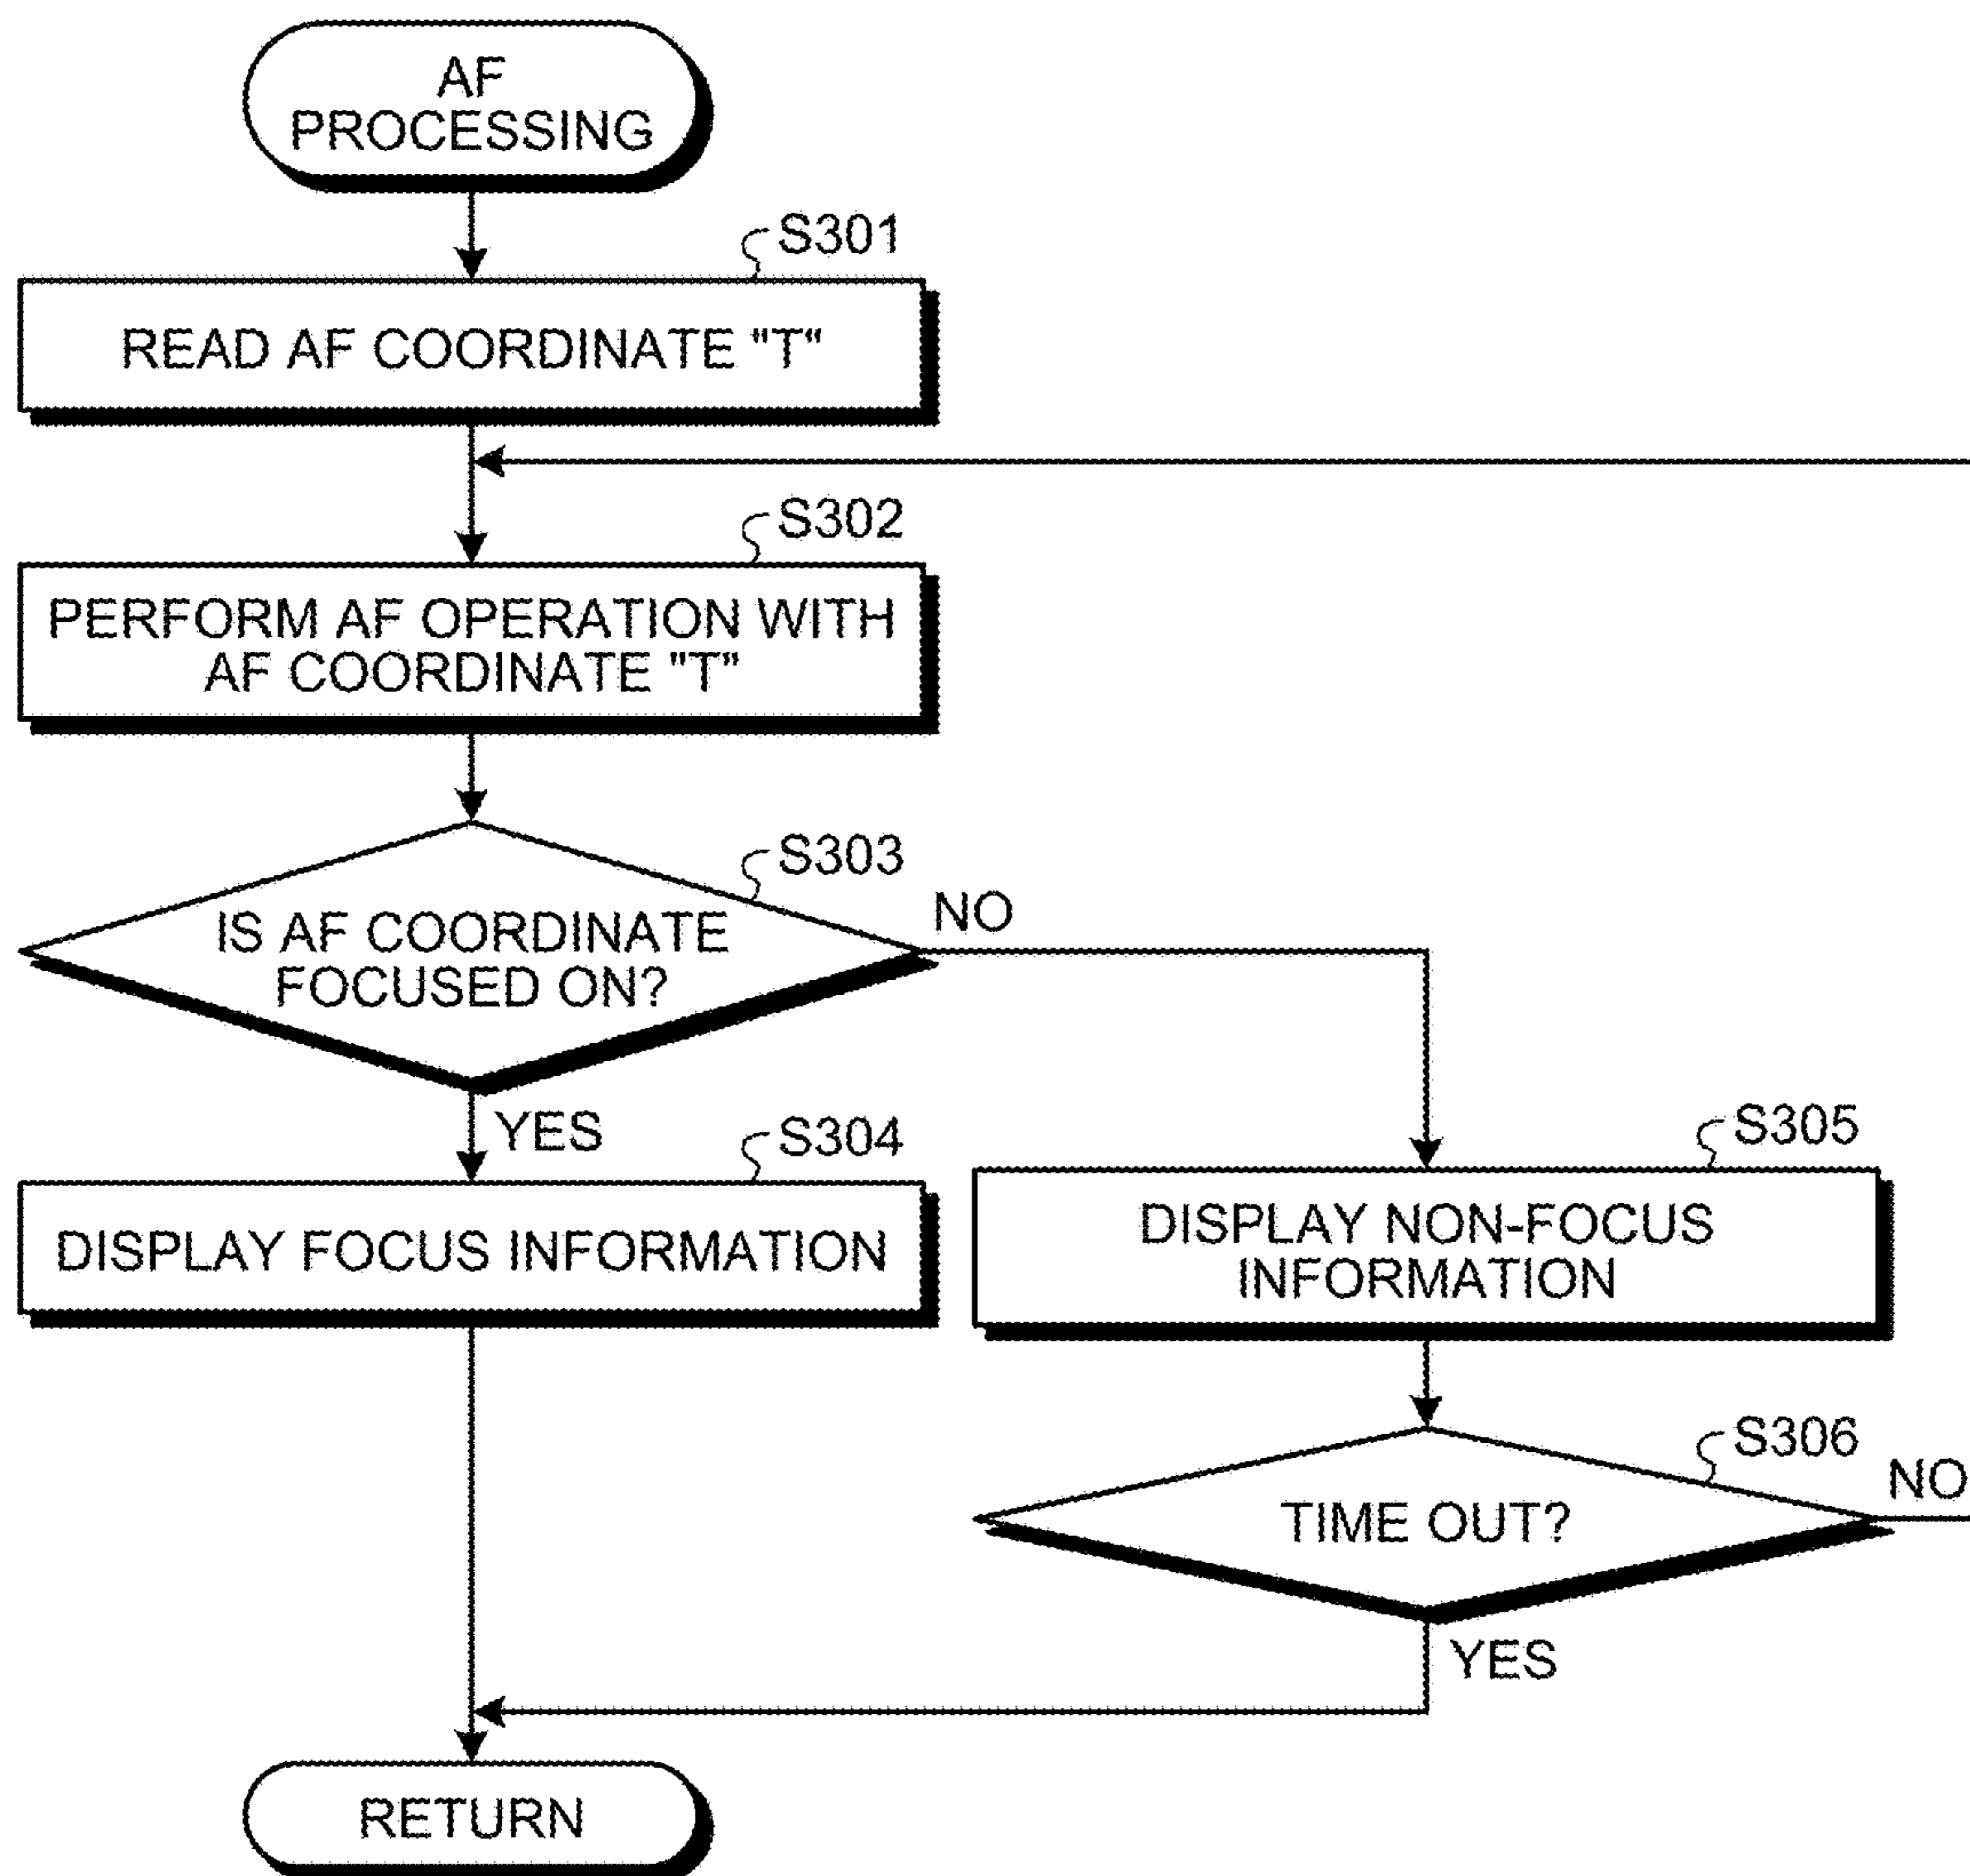 AF
PROCESSING
S301
READ AF COORDINATE "T"
S302
PERFORM AF OPERATION WITH
AF COORDINATE "T"
S303
IS AF COORDINATE
FOCUSED ON?
NO
YES
S304
DISPLAY FOCUS INFORMATION
S305
DISPLAY NON-FOCUS
INFORMATION
S306
TIME OUT?
NO
YES
RETURN